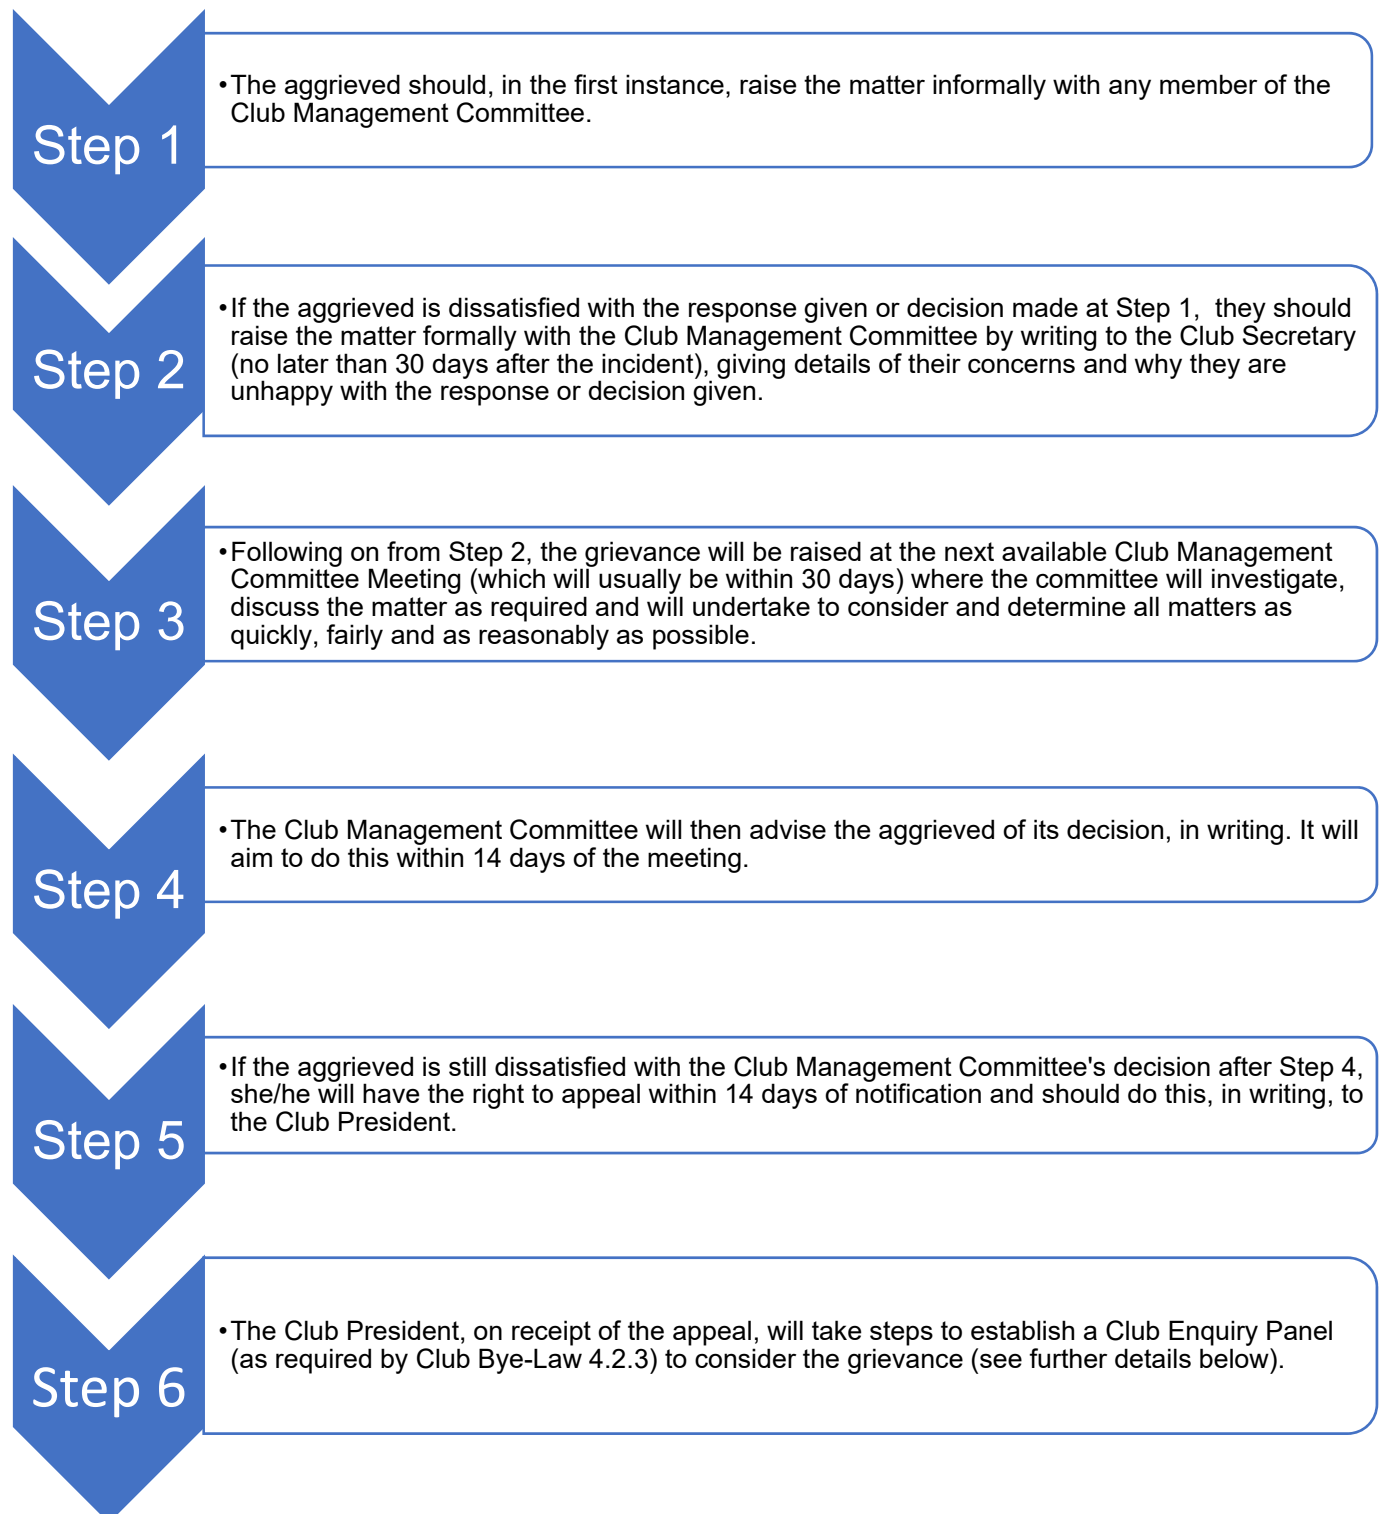 Step 1
•The aggrieved should, in the first instance, raise the matter informally with any member of the
Club Management Committee.
Step 2
•If the aggrieved is dissatisfied with the response given or decision made at Step 1,  they should
raise the matter formally with the Club Management Committee by writing to the Club Secretary
(no later than 30 days after the incident), giving details of their concerns and why they are
unhappy with the response or decision given.
Step 3
•Following on from Step 2, the grievance will be raised at the next available Club Management
Committee Meeting (which will usually be within 30 days) where the committee will investigate,
discuss the matter as required and will undertake to consider and determine all matters as
quickly, fairly and as reasonably as possible.
Step 4
•The Club Management Committee will then advise the aggrieved of its decision, in writing. It will
aim to do this within 14 days of the meeting.
Step 5
•If the aggrieved is still dissatisfied with the Club Management Committee's decision after Step 4,
she/he will have the right to appeal within 14 days of notification and should do this, in writing, to
the Club President.
Step 6
•The Club President, on receipt of the appeal, will take steps to establish a Club Enquiry Panel
(as required by Club Bye-Law 4.2.3) to consider the grievance (see further details below).